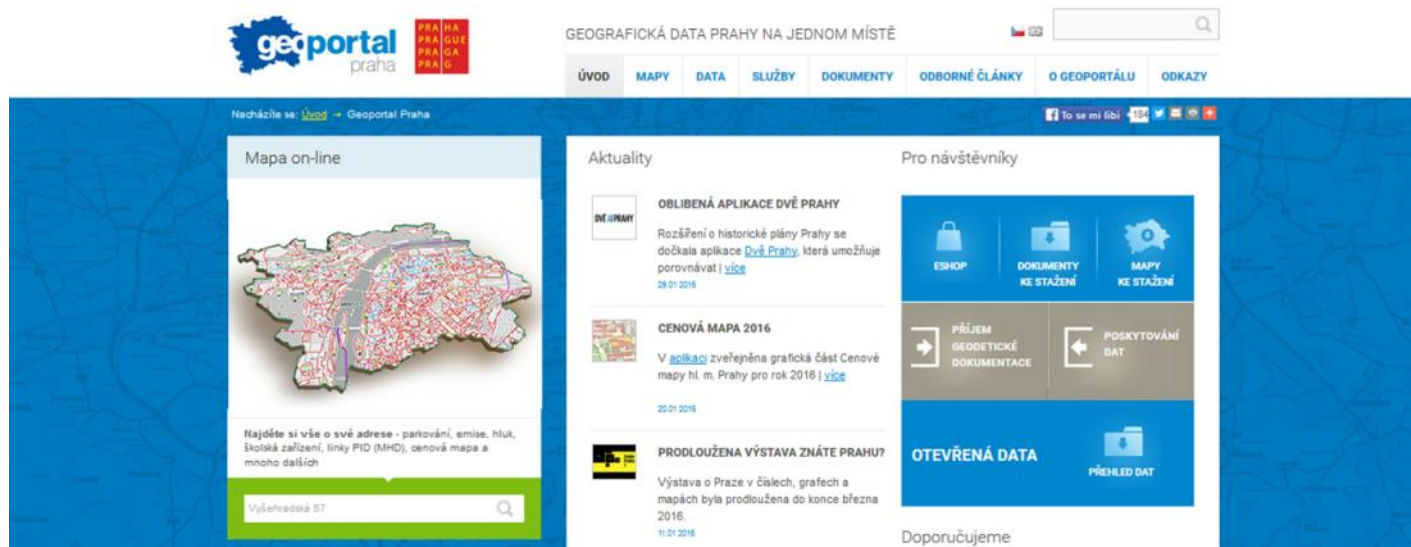 geoportal
praha
PRA HA
PRA GUE
PRA GA
PRA G
GEOGRAFICKÁ DATA PRAHY NA JEDNOM MÍSTĚ
ÚVOD MAPY DATA SLUŽBY DOKUMENTY ODBORNÉ ČLÁNKY O GEOPORTÁLU ODKAZY
Nacházíte se: Úvod → Geoportal Praha
To se mi líbí 184
Mapa on-line
Najděte si vše o své adrese - parkování, emise, hluk,
školská zařízení, linky PID (MHD), cenová mapa a
mnoho dalších
Vyšehradská 57
Aktuality
DVĚ PRAHY
OBLIBENÁ APLIKACE DVĚ PRAHY
Rozšíření o historické plány Prahy se
dočkala aplikace Dvě Prahy, která umožňuje
porovnávat | více
29.01 2016
CENOVÁ MAPA 2016
V aplikaci zveřejněna grafická část Cenové
mapy hl. m. Prahy pro rok 2016 | více
20.01 2016
PRODLOUŽENA VÝSTAVA ZNÁTE PRAHU?
Výstava o Praze v číslech, grafech a
mapách byla prodloužena do konce března
2016.
11.01 2016
Pro návštěvníky
ESHOP
DOKUMENTY
KE STAŽENÍ
MAPY
KE STAŽENÍ
PŘÍJEM
GEODETICKÉ
DOKUMENTACE
POSKYTOVÁNÍ
DAT
OTEVŘENÁ DATA
PŘEHLED DAT
Doporučujeme